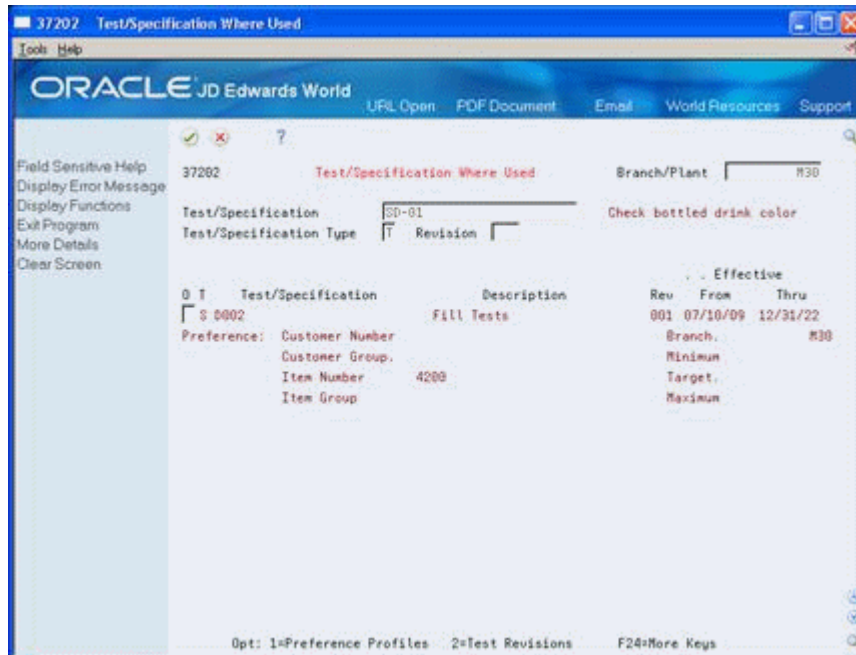 37202 Test/Specification Where Used
Tools Help
ORACLE JD Edwards World
URL Open PDF Document Email World Resources Support
?
Field Sensitive Help
Display Error Message
Display Functions
Exit Program
More Details
Clear Screen
37202 Test/Specification Where Used Branch/Plant M30
Test/Specification SD-01 Check bottled drink color
Test/Specification Type T Revision
. . Effective
O T Test/Specification Description Rev From Thru
S D002 Fill Tests 001 07/10/09 12/31/22
Preference: Customer Number Branch. M30
Customer Group. Minimum
Item Number 4200 Target.
Item Group Maximum
Opt: 1=Preference Profiles 2=Test Revisions F24=More Keys